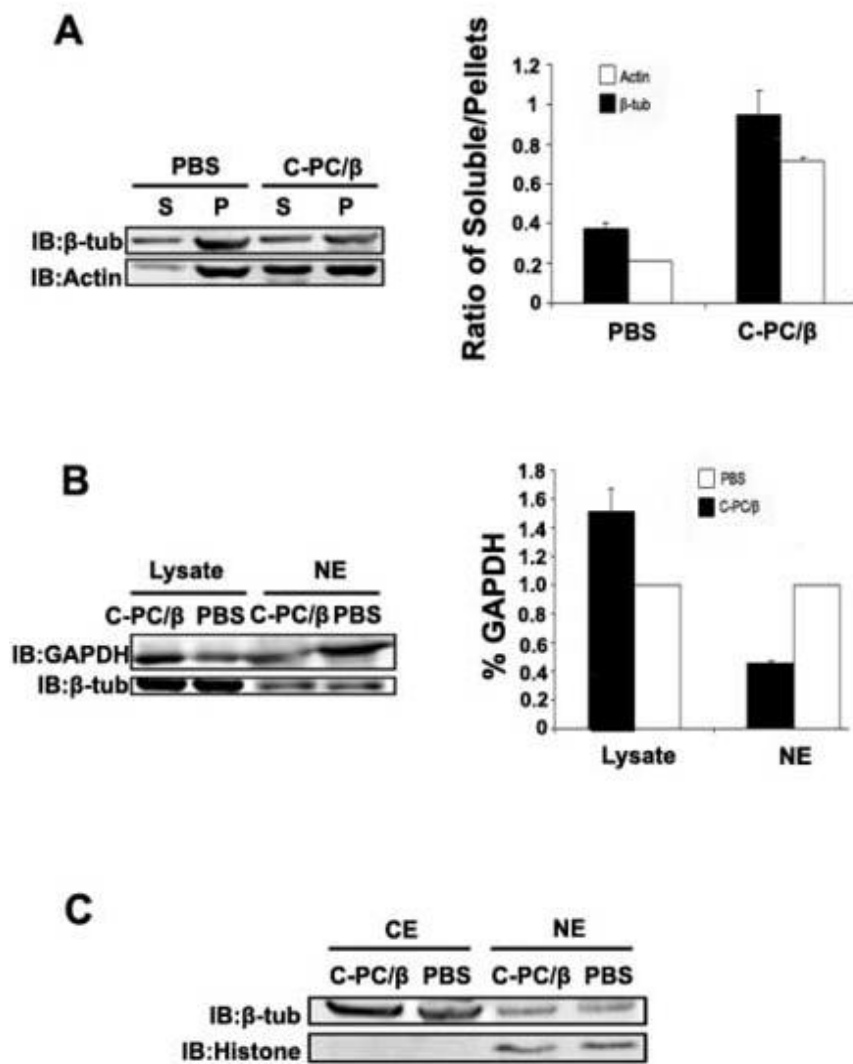 A
PBS C-PC/β
S P S P
IB:β-tub
IB:Actin
Ratio of Soluble/Pellets
1.2
1
0.8
0.6
0.4
0.2
0
Actin
β-tub
PBS C-PC/β
B
Lysate NE
C-PC/β PBS C-PC/β PBS
IB:GAPDH
IB:β-tub
% GAPDH
1.8
1.6
1.4
1.2
1.0
0.8
0.6
0.4
0.2
0
PBS
C-PC/β
Lysate NE
C
CE NE
C-PC/β PBS C-PC/β PBS
IB:β-tub
IB:Histone